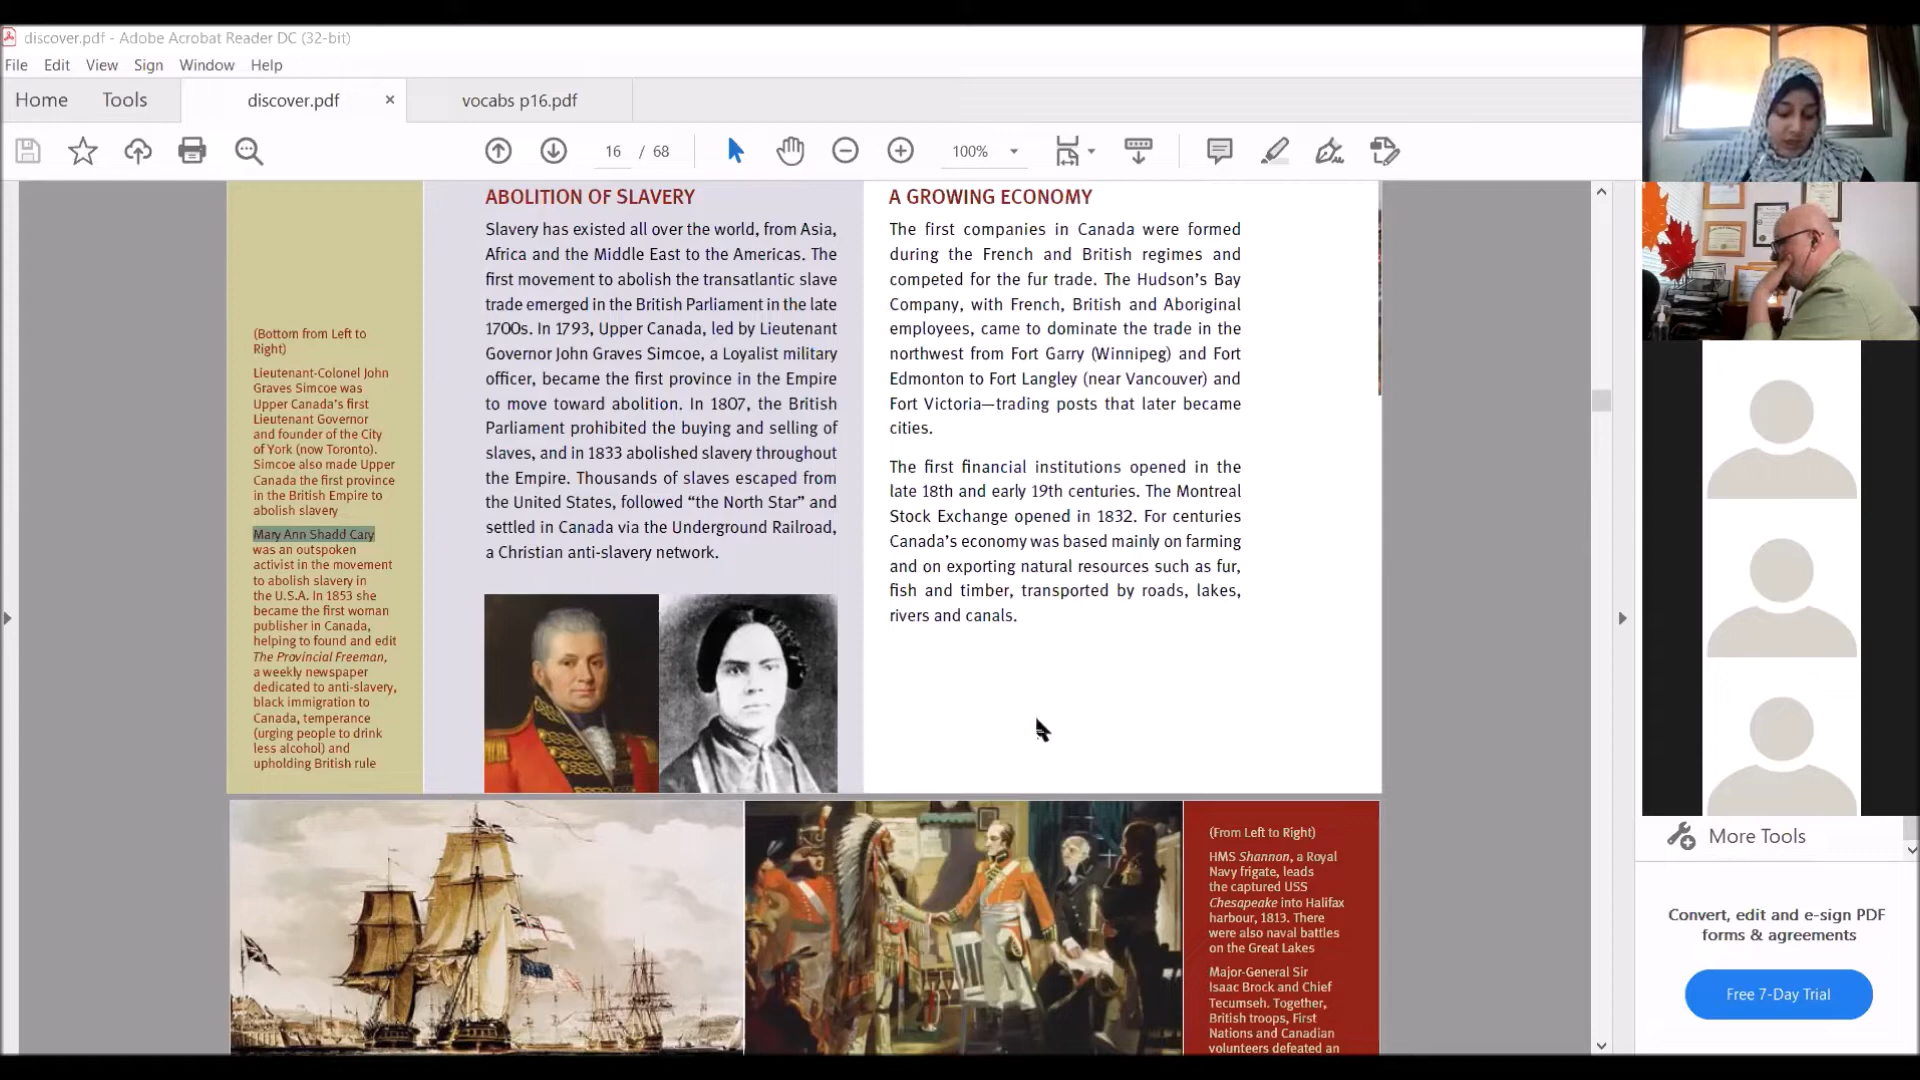 discover.pdf - Adobe Acrobat Reader DC (32-bit)
File Edit View Sign Window Help
Home Tools discover.pdf × vocabs p16.pdf
16 / 68 100%
(Bottom from Left to
Right)
Lieutenant-Colonel John
Graves Simcoe was
Upper Canada's first
Lieutenant Governor
and founder of the City
of York (now Toronto).
Simcoe also made Upper
Canada the first province
in the British Empire to
abolish slavery
Mary Ann Shadd Cary
was an outspoken
activist in the movement
to abolish slavery in
the U.S.A. In 1853 she
became the first woman
publisher in Canada,
helping to found and edit
The Provincial Freeman,
a weekly newspaper
dedicated to anti-slavery,
black immigration to
Canada, temperance
(urging people to drink
less alcohol) and
upholding British rule
ABOLITION OF SLAVERY
Slavery has existed all over the world, from Asia,
Africa and the Middle East to the Americas. The
first movement to abolish the transatlantic slave
trade emerged in the British Parliament in the late
1700s. In 1793, Upper Canada, led by Lieutenant
Governor John Graves Simcoe, a Loyalist military
officer, became the first province in the Empire
to move toward abolition. In 1807, the British
Parliament prohibited the buying and selling of
slaves, and in 1833 abolished slavery throughout
the Empire. Thousands of slaves escaped from
the United States, followed “the North Star” and
settled in Canada via the Underground Railroad,
a Christian anti-slavery network.
A GROWING ECONOMY
The first companies in Canada were formed
during the French and British regimes and
competed for the fur trade. The Hudson's Bay
Company, with French, British and Aboriginal
employees, came to dominate the trade in the
northwest from Fort Garry (Winnipeg) and Fort
Edmonton to Fort Langley (near Vancouver) and
Fort Victoria—trading posts that later became
cities.
The first financial institutions opened in the
late 18th and early 19th centuries. The Montreal
Stock Exchange opened in 1832. For centuries
Canada's economy was based mainly on farming
and on exporting natural resources such as fur,
fish and timber, transported by roads, lakes,
rivers and canals.
(From Left to Right)
HMS Shannon, a Royal
Navy frigate, leads
the captured USS
Chesapeake into Halifax
harbour, 1813. There
were also naval battles
on the Great Lakes
Major-General Sir
Isaac Brock and Chief
Tecumseh. Together,
British troops, First
Nations and Canadian
volunteers defeated an
More Tools
Convert, edit and e-sign PDF
forms & agreements
Free 7-Day Trial